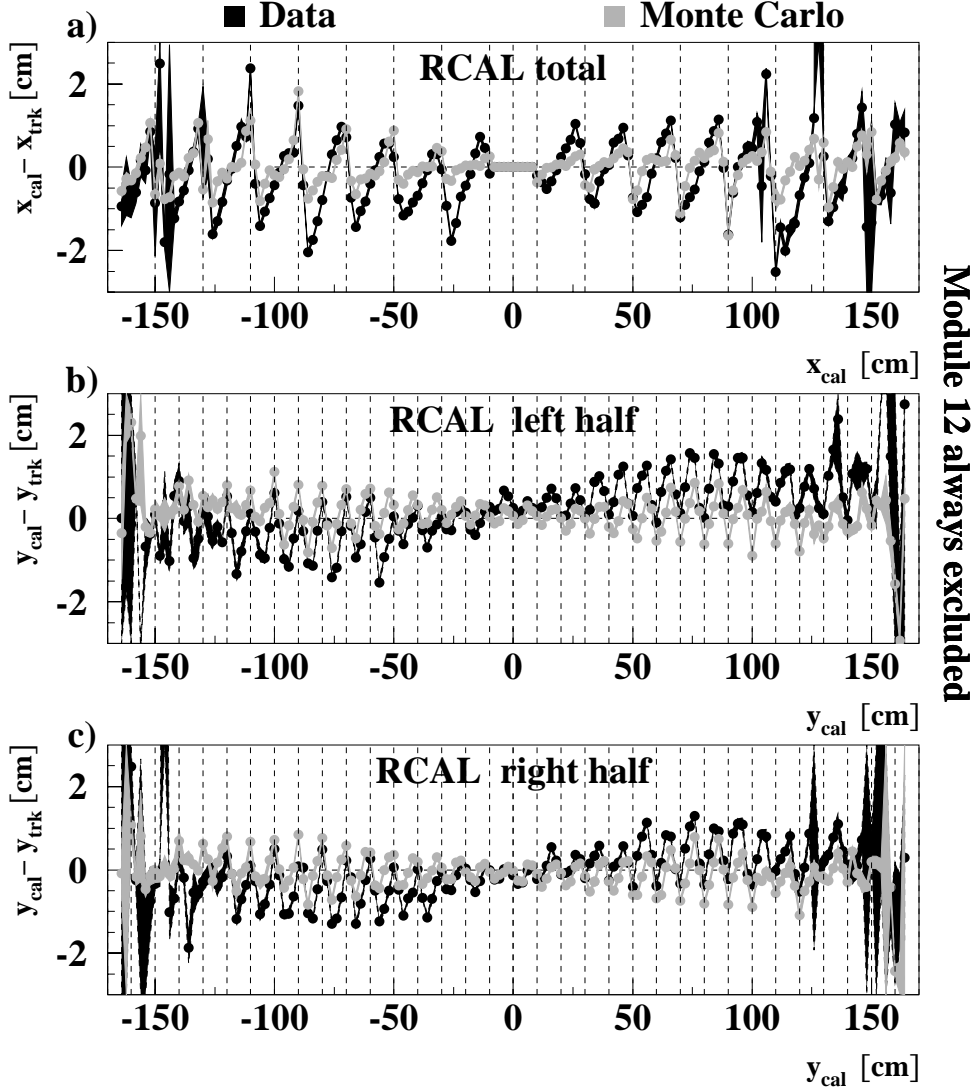 Data Monte Carlo
a)
RCAL total
x_cal − x_trk [cm]
2
0
-2
-150 -100 -50 0 50 100 150
x_cal [cm]
b)
RCAL left half
y_cal − y_trk [cm]
2
0
-2
-150 -100 -50 0 50 100 150
y_cal [cm]
c)
RCAL right half
y_cal − y_trk [cm]
2
0
-2
-150 -100 -50 0 50 100 150
y_cal [cm]
Module 12 always excluded